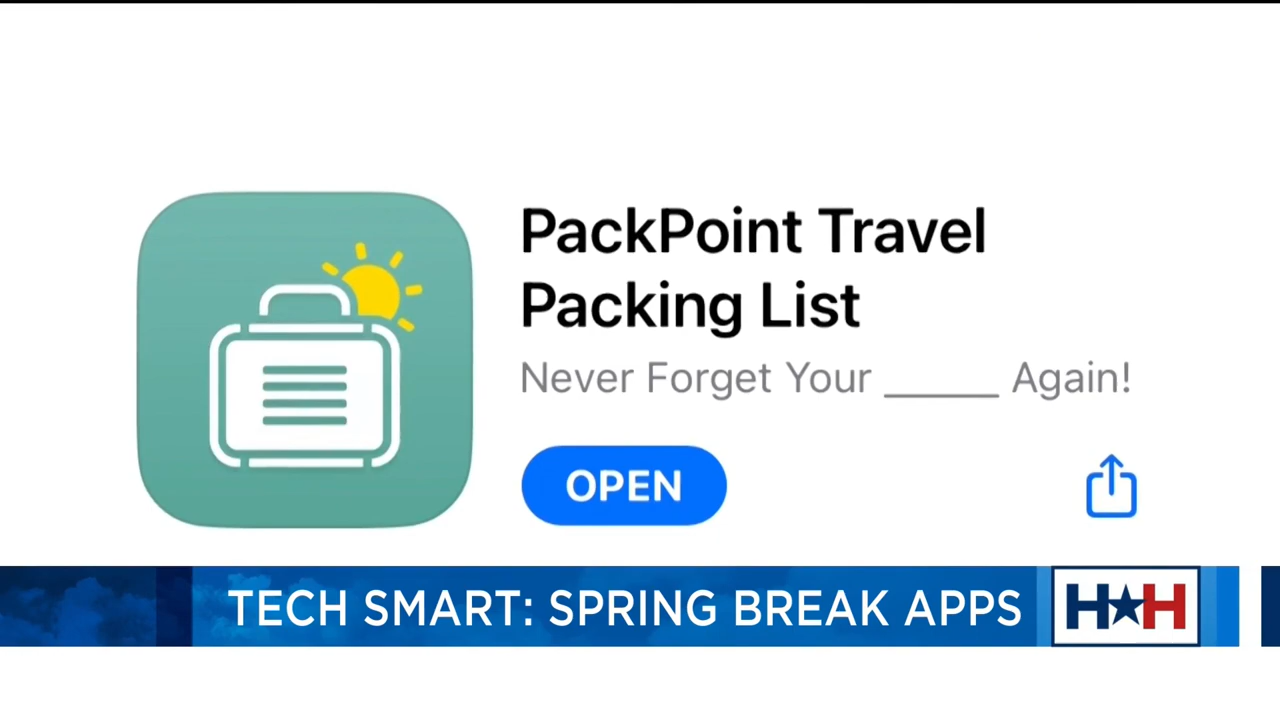 PackPoint Travel
Packing List
Never Forget Your ______ Again!
OPEN
TECH SMART: SPRING BREAK APPS
H★H